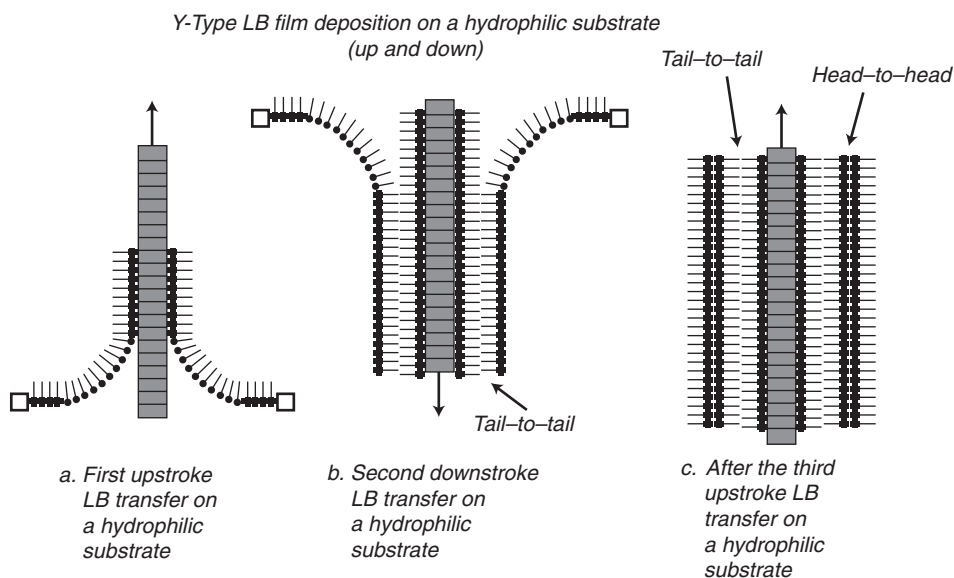 Y-Type LB film deposition on a hydrophilic substrate
(up and down)
Tail–to–tail
Head–to–head
Tail–to–tail
a. First upstroke
LB transfer on
a hydrophilic
substrate
b. Second downstroke
LB transfer on
a hydrophilic
substrate
c. After the third
upstroke LB
transfer on
a hydrophilic
substrate